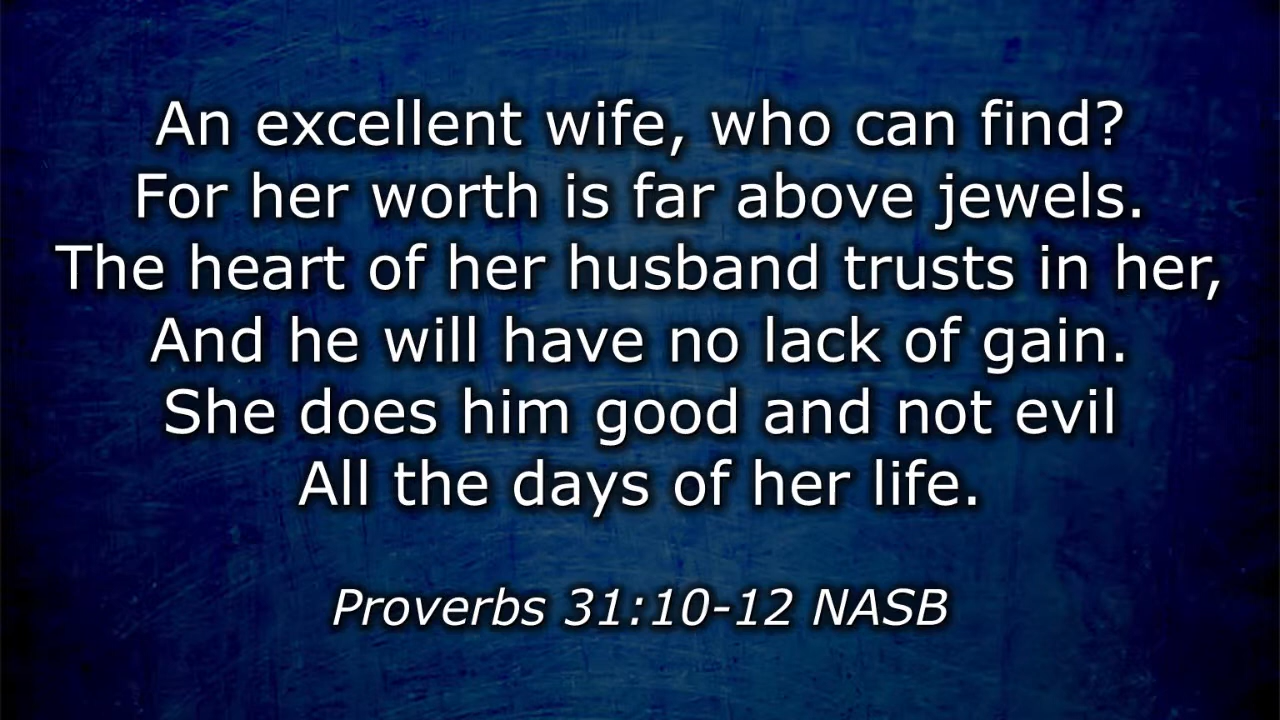 An excellent wife, who can find?
For her worth is far above jewels.
The heart of her husband trusts in her,
And he will have no lack of gain.
She does him good and not evil
All the days of her life.
Proverbs 31:10-12 NASB